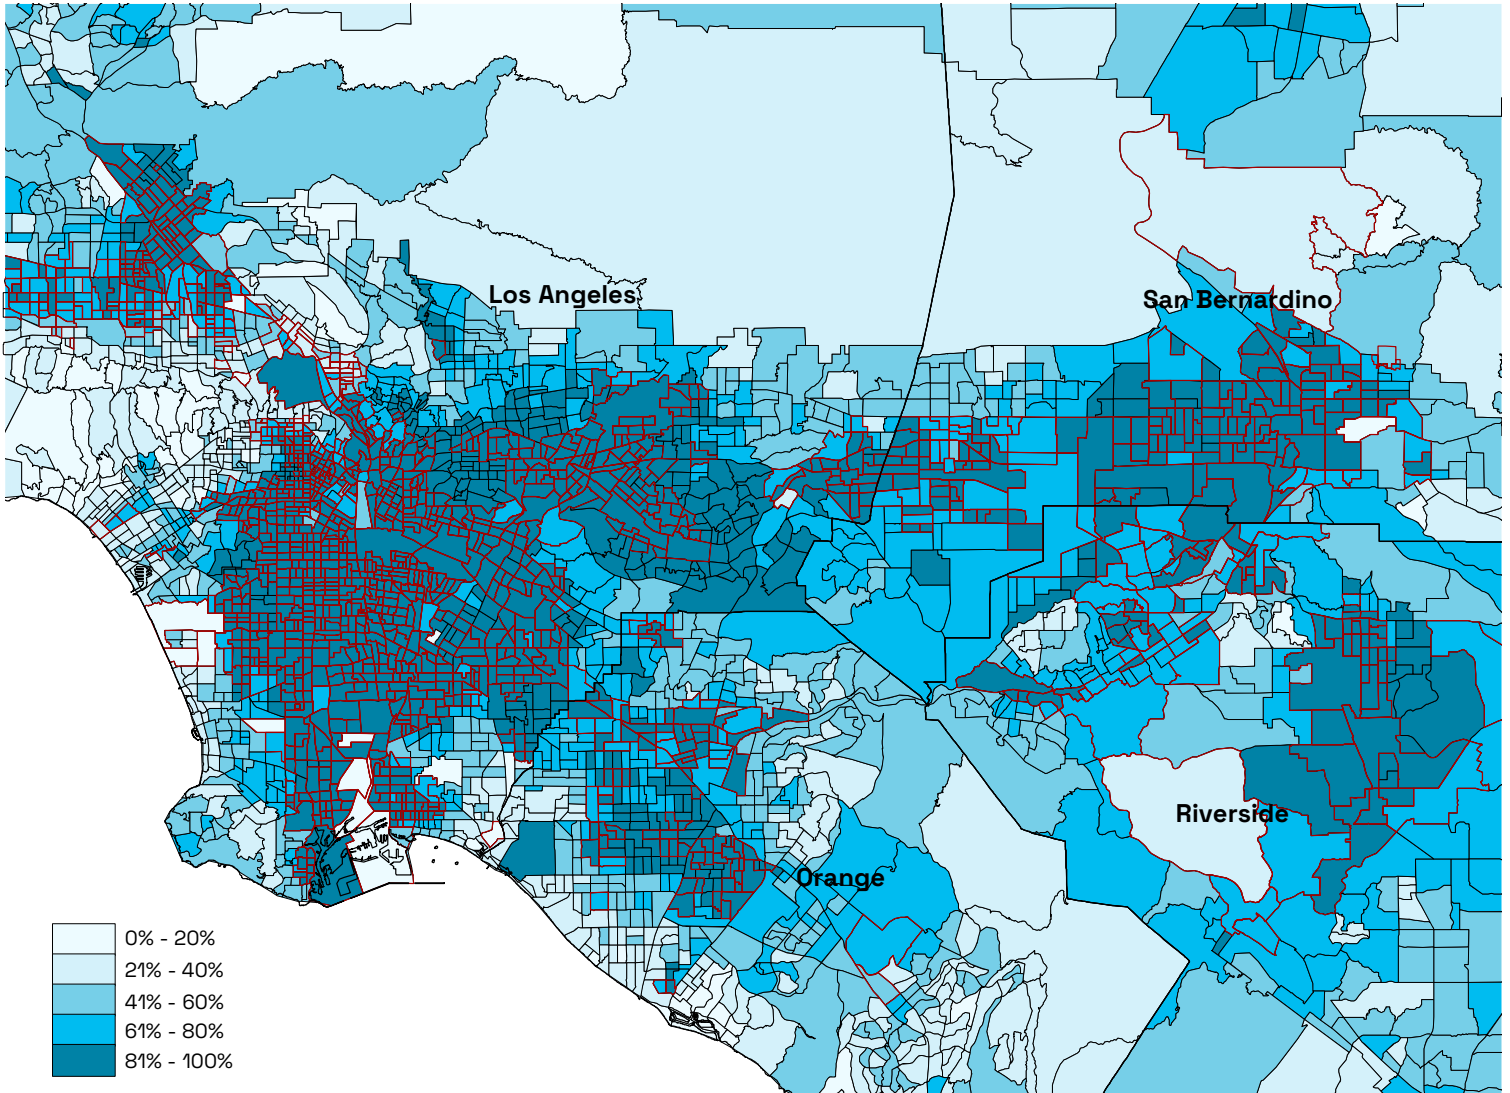 Los Angeles
San Bernardino
Riverside
Orange
0% - 20%
21% - 40%
41% - 60%
61% - 80%
81% - 100%